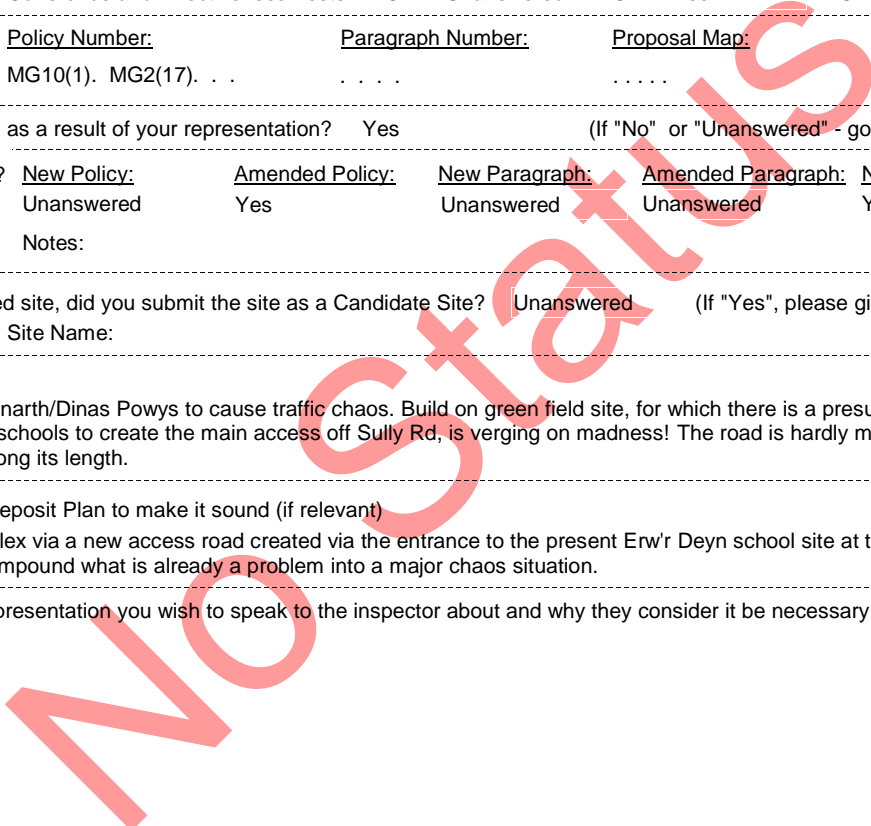 Policy Number: Paragraph Number: Proposal Map:
MG10(1). MG2(17). . . . . . . . . . . .
as a result of your representation? Yes (If "No" or "Unanswered" - go
? New Policy: Amended Policy: New Paragraph: Amended Paragraph: N
Unanswered Yes Unanswered Unanswered Y
Notes:
ed site, did you submit the site as a Candidate Site? Unanswered (If "Yes", please gi
Site Name:
narth/Dinas Powys to cause traffic chaos. Build on green field site, for which there is a presu
schools to create the main access off Sully Rd, is verging on madness! The road is hardly m
ong its length.
eposit Plan to make it sound (if relevant)
lex via a new access road created via the entrance to the present Erw'r Deyn school site at t
mpound what is already a problem into a major chaos situation.
presentation you wish to speak to the inspector about and why they consider it be necessary
No Status